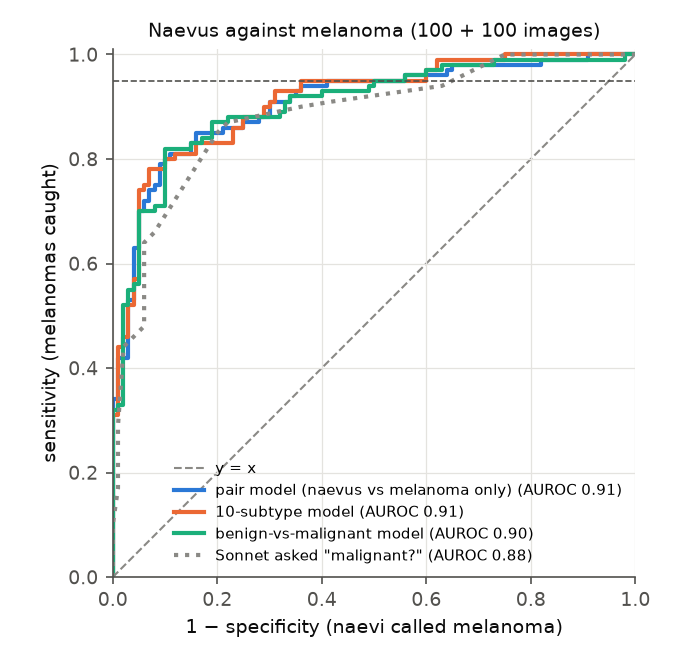 Naevus against melanoma (100 + 100 images)
sensitivity (melanomas caught)
1.0
0.8
0.6
0.4
0.2
0.0
y = x
pair model (naevus vs melanoma only) (AUROC 0.91)
10-subtype model (AUROC 0.91)
benign-vs-malignant model (AUROC 0.90)
Sonnet asked "malignant?" (AUROC 0.88)
0.0 0.2 0.4 0.6 0.8 1.0
1 − specificity (naevi called melanoma)